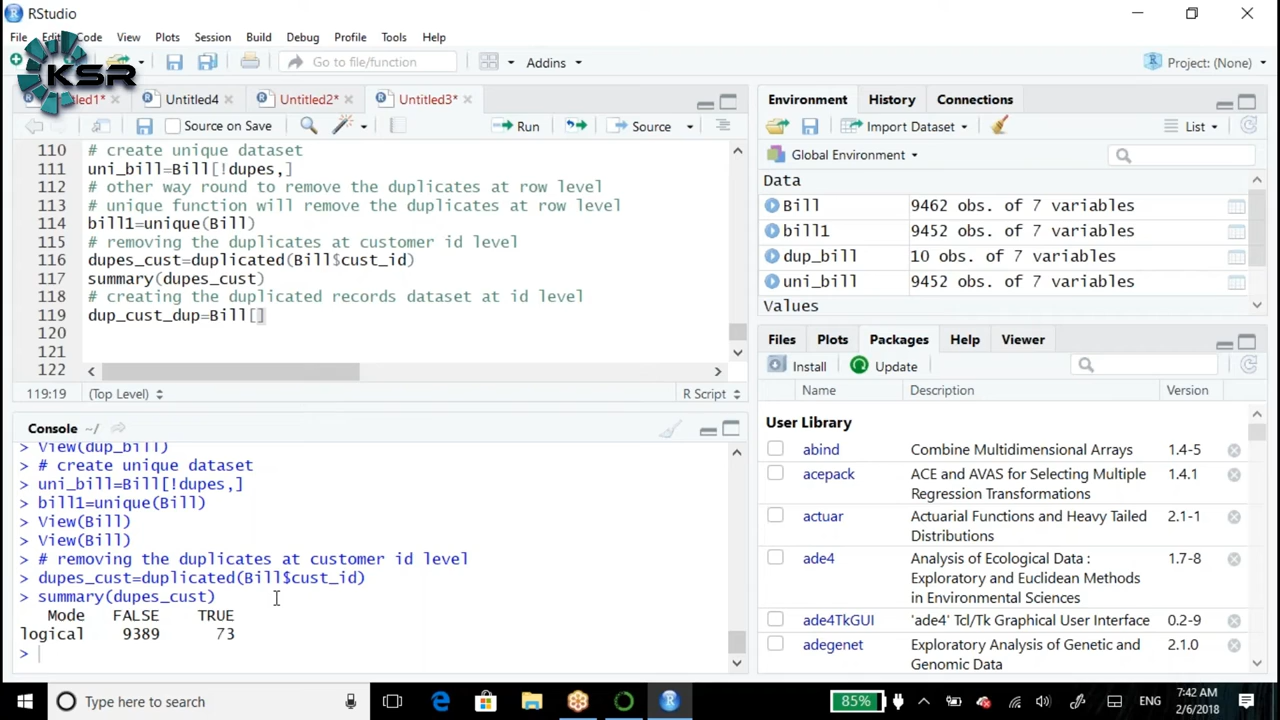 RStudio
File Edit Code View Plots Session Build Debug Profile Tools Help
KSR
Go to file/function
Addins
Project: (None)
Untitled4
Untitled2*
Untitled3*
Source on Save
Run
Source
110 # create unique dataset
111 uni_bill=Bill[!dupes,]
112 # other way round to remove the duplicates at row level
113 # unique function will remove the duplicates at row level
114 bill1=unique(Bill)
115 # removing the duplicates at customer id level
116 dupes_cust=duplicated(Bill$cust_id)
117 summary(dupes_cust)
118 # creating the duplicated records dataset at id level
119 dup_cust_dup=Bill[]
120
121
122
119:19 (Top Level) R Script
Console ~/
> View(dup_bill)
> # create unique dataset
> uni_bill=Bill[!dupes,]
> bill1=unique(Bill)
> View(Bill)
> View(Bill)
> # removing the duplicates at customer id level
> dupes_cust=duplicated(Bill$cust_id)
> summary(dupes_cust)
Mode FALSE TRUE
logical 9389 73
>
Environment History Connections
Import Dataset List
Global Environment
Data
Bill 9462 obs. of 7 variables
bill1 9452 obs. of 7 variables
dup_bill 10 obs. of 7 variables
uni_bill 9452 obs. of 7 variables
Values
Files Plots Packages Help Viewer
Install Update
Name Description Version
User Library
abind Combine Multidimensional Arrays 1.4-5
acepack ACE and AVAS for Selecting Multiple Regression Transformations 1.4.1
actuar Actuarial Functions and Heavy Tailed Distributions 2.1-1
ade4 Analysis of Ecological Data : Exploratory and Euclidean Methods in Environmental Sciences 1.7-8
ade4TkGUI 'ade4' Tcl/Tk Graphical User Interface 0.2-9
adegenet Exploratory Analysis of Genetic and Genomic Data 2.1.0
Type here to search
85%
ENG
7:42 AM
2/6/2018